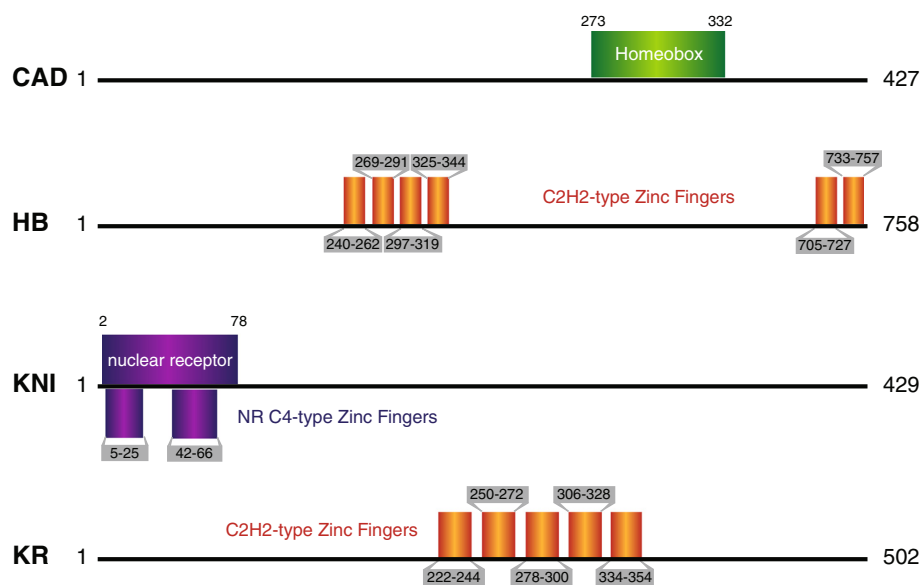 273 332
Homeobox
CAD 1 427
269-291 325-344 733-757
C2H2-type Zinc Fingers
HB 1 758
240-262 297-319 705-727
2 78
nuclear receptor
KNI 1 429
NR C4-type Zinc Fingers
5-25 42-66
250-272 306-328
C2H2-type Zinc Fingers
KR 1 502
222-244 278-300 334-354